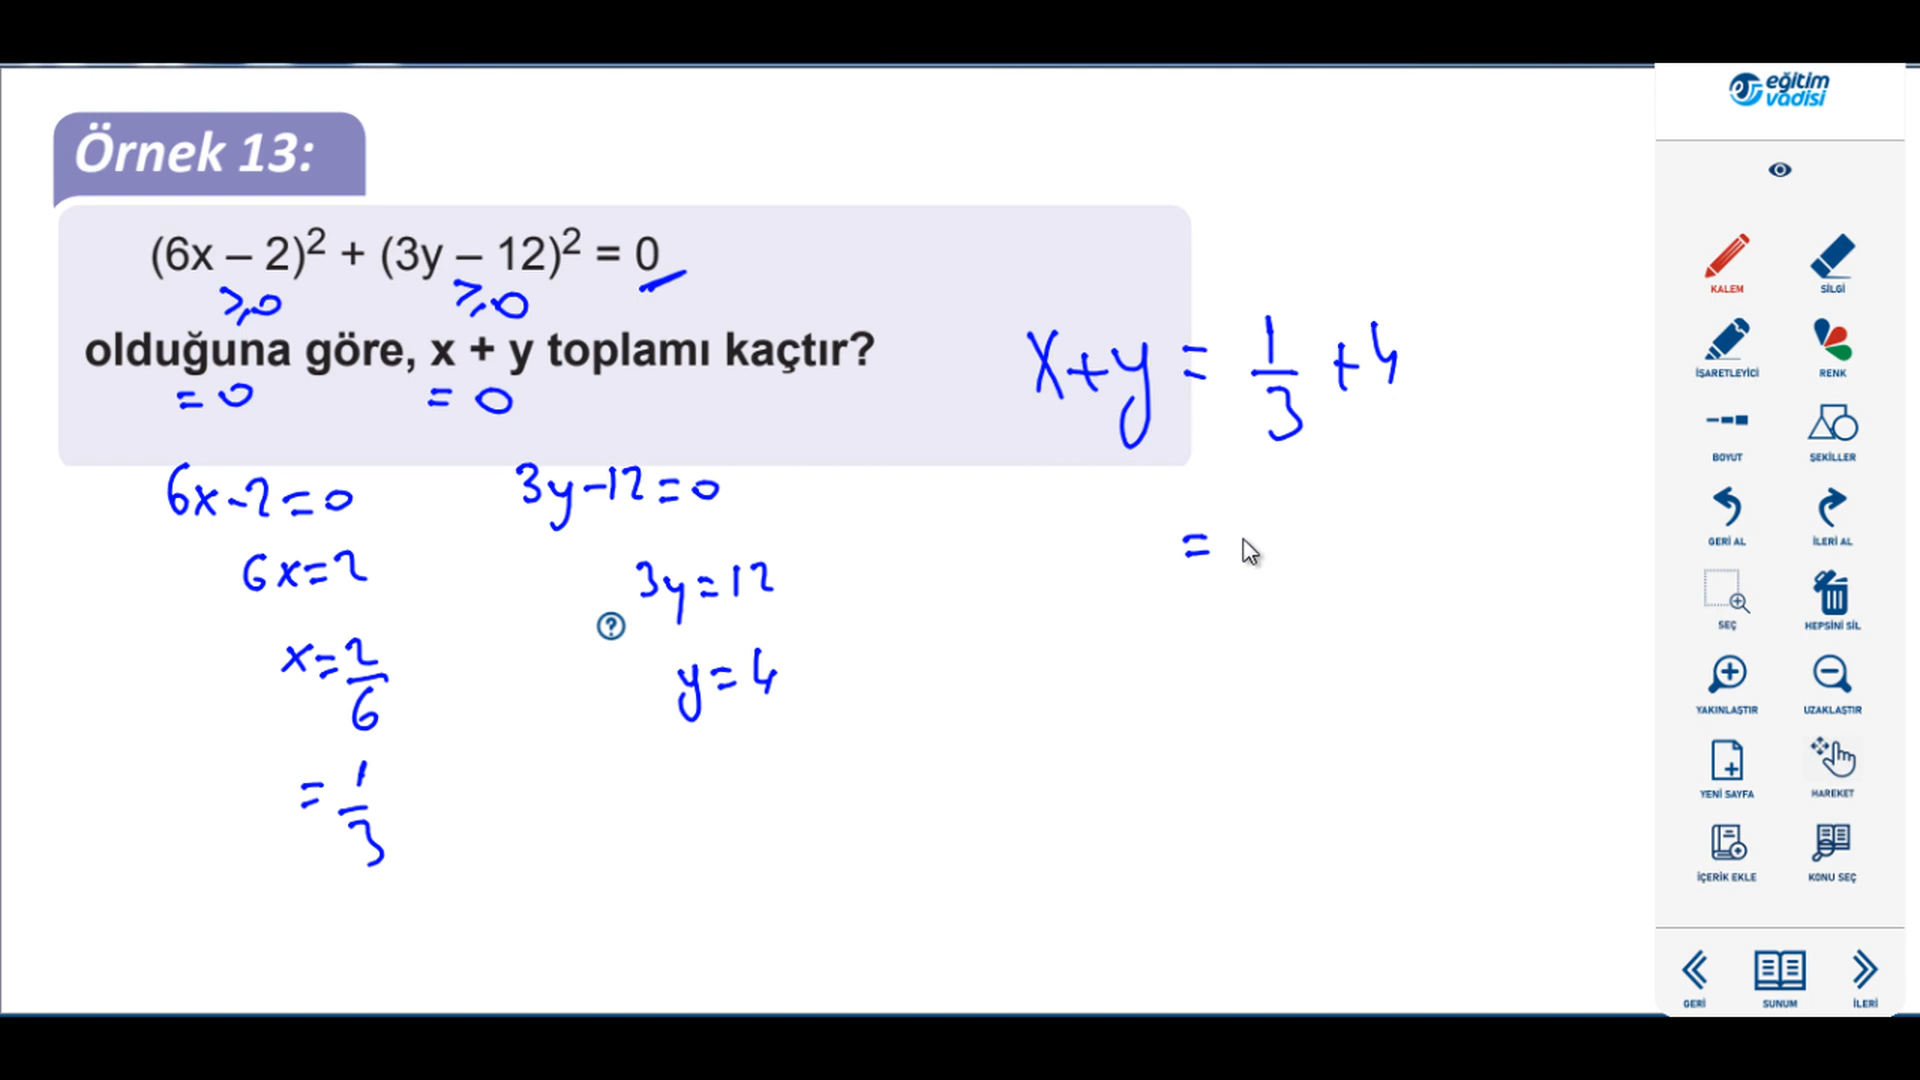 eğitim
vadisi
Örnek 13:
(6x – 2)² + (3y – 12)² = 0
≥0 ≥0
olduğuna göre, x + y toplamı kaçtır?
=0 =0
6x-2=0
6x=2
x=2/6
=1/3
3y-12=0
3y=12
y=4
x+y=1/3+4
=
KALEM
SİLGİ
İŞARETLEYİCİ
RENK
BOYUT
ŞEKİLLER
GERİ AL
İLERİ AL
SEÇ
HEPSİNİ SİL
YAKINLAŞTIR
UZAKLAŞTIR
YENİ SAYFA
HAREKET
İÇERİK EKLE
KONU SEÇ
GERİ
SUNUM
İLERİ